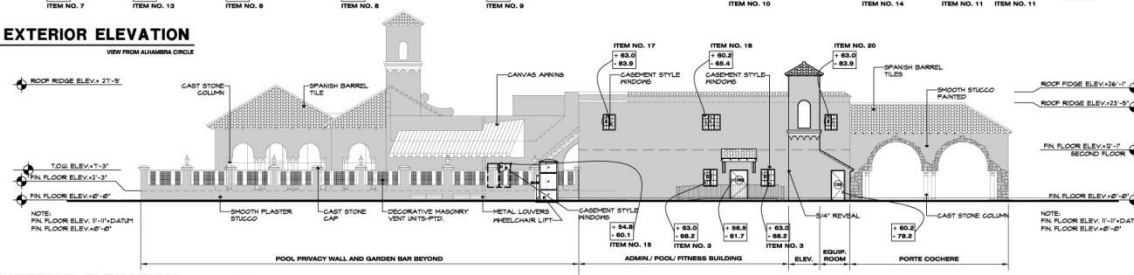 ITEM NO. 7
ITEM NO. 13
ITEM NO. 5
ITEM NO. 8
ITEM NO. 9
ITEM NO. 10
ITEM NO. 14
ITEM NO. 11
ITEM NO. 11
EXTERIOR ELEVATION
VIEW FROM ALHAMBRA CIRCLE
ROOF RIDGE ELEV.= 27'-9"
CAST STONE
COLUMN
SPANISH BARREL
TILE
CANVAS AWNING
ITEM NO. 17
+ 63.0
- 83.9
CASEMENT STYLE
WINDOWS
ITEM NO. 18
+ 60.2
- 65.4
CASEMENT STYLE
WINDOWS
ITEM NO. 20
+ 63.0
- 83.9
SPANISH BARREL
TILES
SMOOTH STUCCO
PAINTED
ROOF RIDGE ELEV.=26'-1"
ROOF RIDGE ELEV.=23'-5"
FIN. FLOOR ELEV.=12'-1"
SECOND FLOOR
T.O.W. ELEV.=7'-3"
FIN. FLOOR ELEV.=2'-3"
FIN. FLOOR ELEV.=0'-0"
FIN. FLOOR ELEV.=0'-0"
NOTE:
FIN. FLOOR ELEV. 11'-11"=DATUM
FIN. FLOOR ELEV.=0'-0"
SMOOTH PLASTER
STUCCO
CAST STONE
CAP
DECORATIVE MASONRY
VENT UNITS-PTD.
METAL LOUVERS
WHEELCHAIR LIFT
CASEMENT STYLE
WINDOWS
+ 54.8
- 60.1
ITEM NO. 15
+ 63.0
- 68.2
ITEM NO. 3
+ 56.5
- 61.7
+ 63.0
- 68.2
ITEM NO. 3
3/4" REVEAL
+ 60.2
- 78.2
CAST STONE COLUMN
NOTE:
FIN. FLOOR ELEV. 11'-11"=DAT
FIN. FLOOR ELEV.=0'-0"
POOL PRIVACY WALL AND GARDEN BAR BEYOND
ADMIN./ POOL/ FITNESS BUILDING
ELEV.
EQUIP.
ROOM
PORTE COCHERE